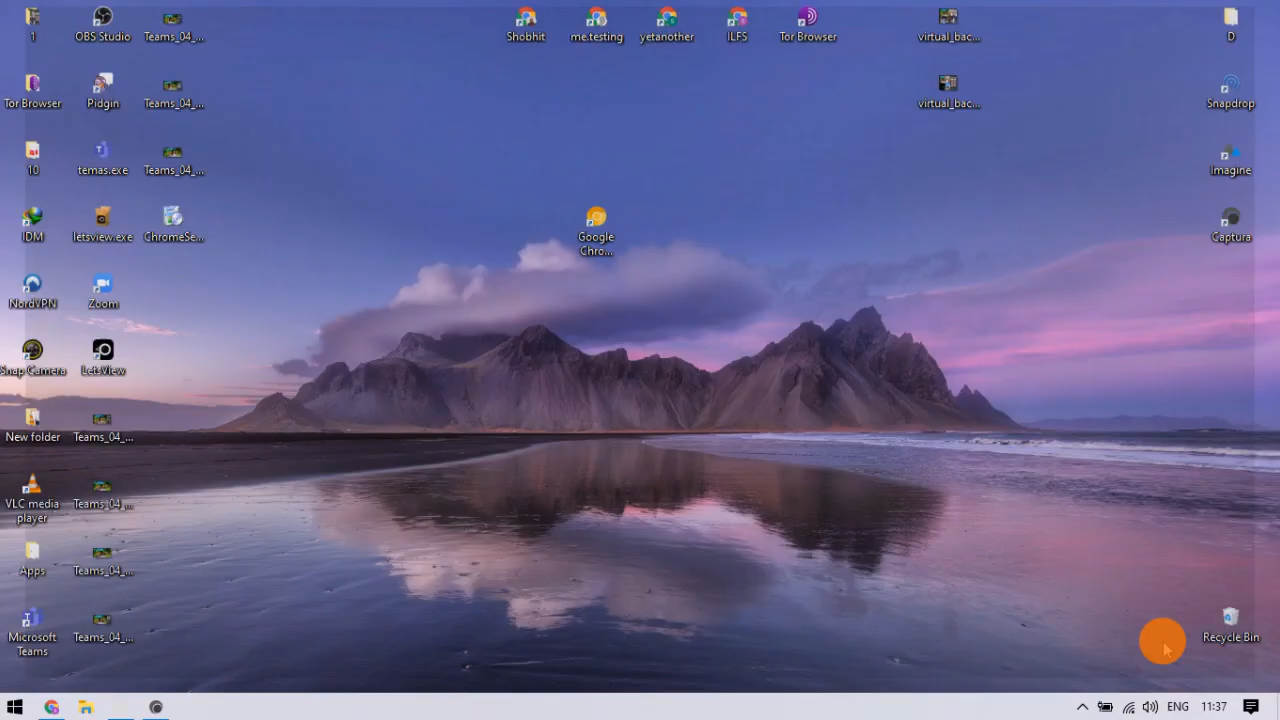 1
OBS Studio
Teams_04_...
Shobhit
me.testing
yetanother
ILFS
Tor Browser
virtual_bac...
D
Tor Browser
Pidgin
Teams_04_...
virtual_bac...
Snapdrop
10
temas.exe
Teams_04_...
Imagine
IDM
letsview.exe
ChromeSe...
Google
Chro...
Captura
NordVPN
Zoom
Snap Camera
LetsView
New folder
Teams_04_...
VLC media
player
Teams_04_...
Apps
Teams_04_...
Microsoft
Teams
Teams_04_...
Recycle Bin
ENG
11:37